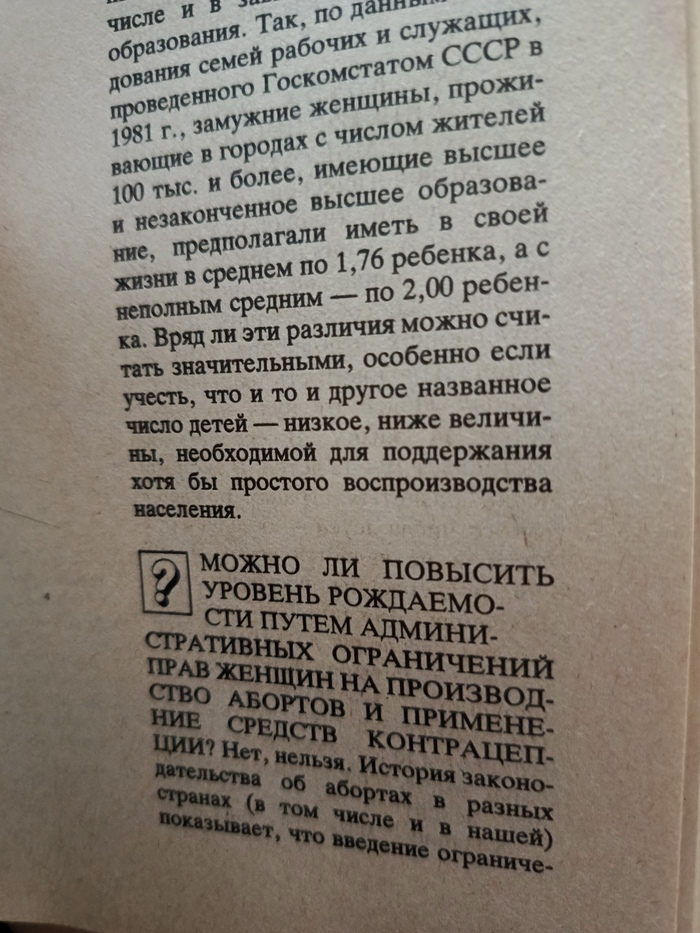 числе и в
образования. Так, по данным
дования семей рабочих и служащих,
проведенного Госкомстатом СССР в
1981 г., замужние женщины, прожи-
вающие в городах с числом жителей
100 тыс. и более, имеющие высшее
и незаконченное высшее образова-
ние, предполагали иметь в своей
жизни в среднем по 1,76 ребенка, а с
неполным средним — по 2,00 ребен-
ка. Вряд ли эти различия можно счи-
тать значительными, особенно если
учесть, что и то и другое названное
число детей — низкое, ниже величи-
ны, необходимой для поддержания
хотя бы простого воспроизводства
населения.
? МОЖНО ЛИ ПОВЫСИТЬ
УРОВЕНЬ РОЖДАЕМО-
СТИ ПУТЕМ АДМИНИ-
СТРАТИВНЫХ ОГРАНИЧЕНИЙ
ПРАВ ЖЕНЩИН НА ПРОИЗВОД-
СТВО АБОРТОВ И ПРИМЕНЕ-
НИЕ СРЕДСТВ КОНТРАЦЕП-
ЦИИ? Нет, нельзя. История законо-
дательства об абортах в разных
странах (в том числе и в нашей)
показывает, что введение ограниче-